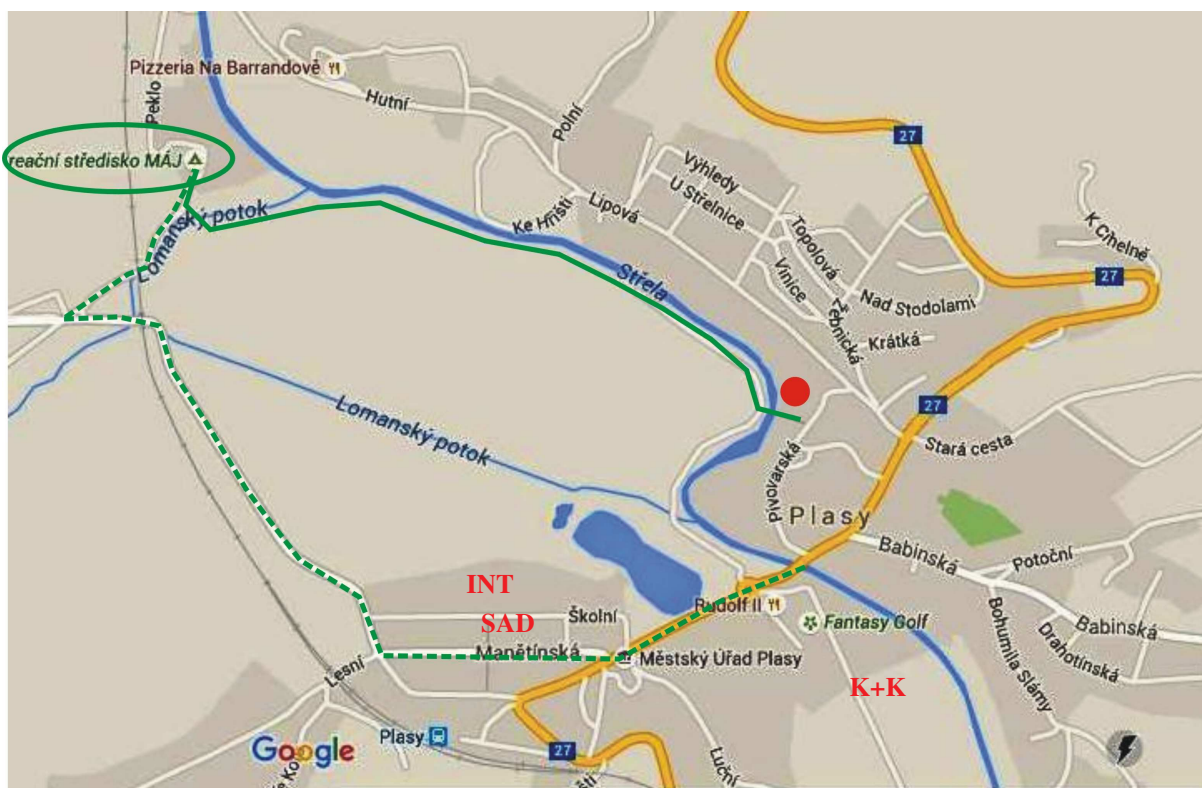 Pizzeria Na Barrandově
Peklo
Hutní
Polní
27
reační středisko MÁJ
Výhledy
U Střelnice
Lomanský potok
Ke Hřišti
Lipová
Topolová
K Cihelně
Střela
Vinice
27
Nad Stodolami
Žebnická
Krátká
27
Lomanský potok
Stará cesta
Pivovarská
Plasy
Babinská
Potoční
INT
Rudolf II
Školní
SAD
Fantasy Golf
Bohumila Slámy
Babinská
Drahotínská
Manětínská
Městský Úřad Plasy
Lesní
K+K
Plasy
Google
27
Luční